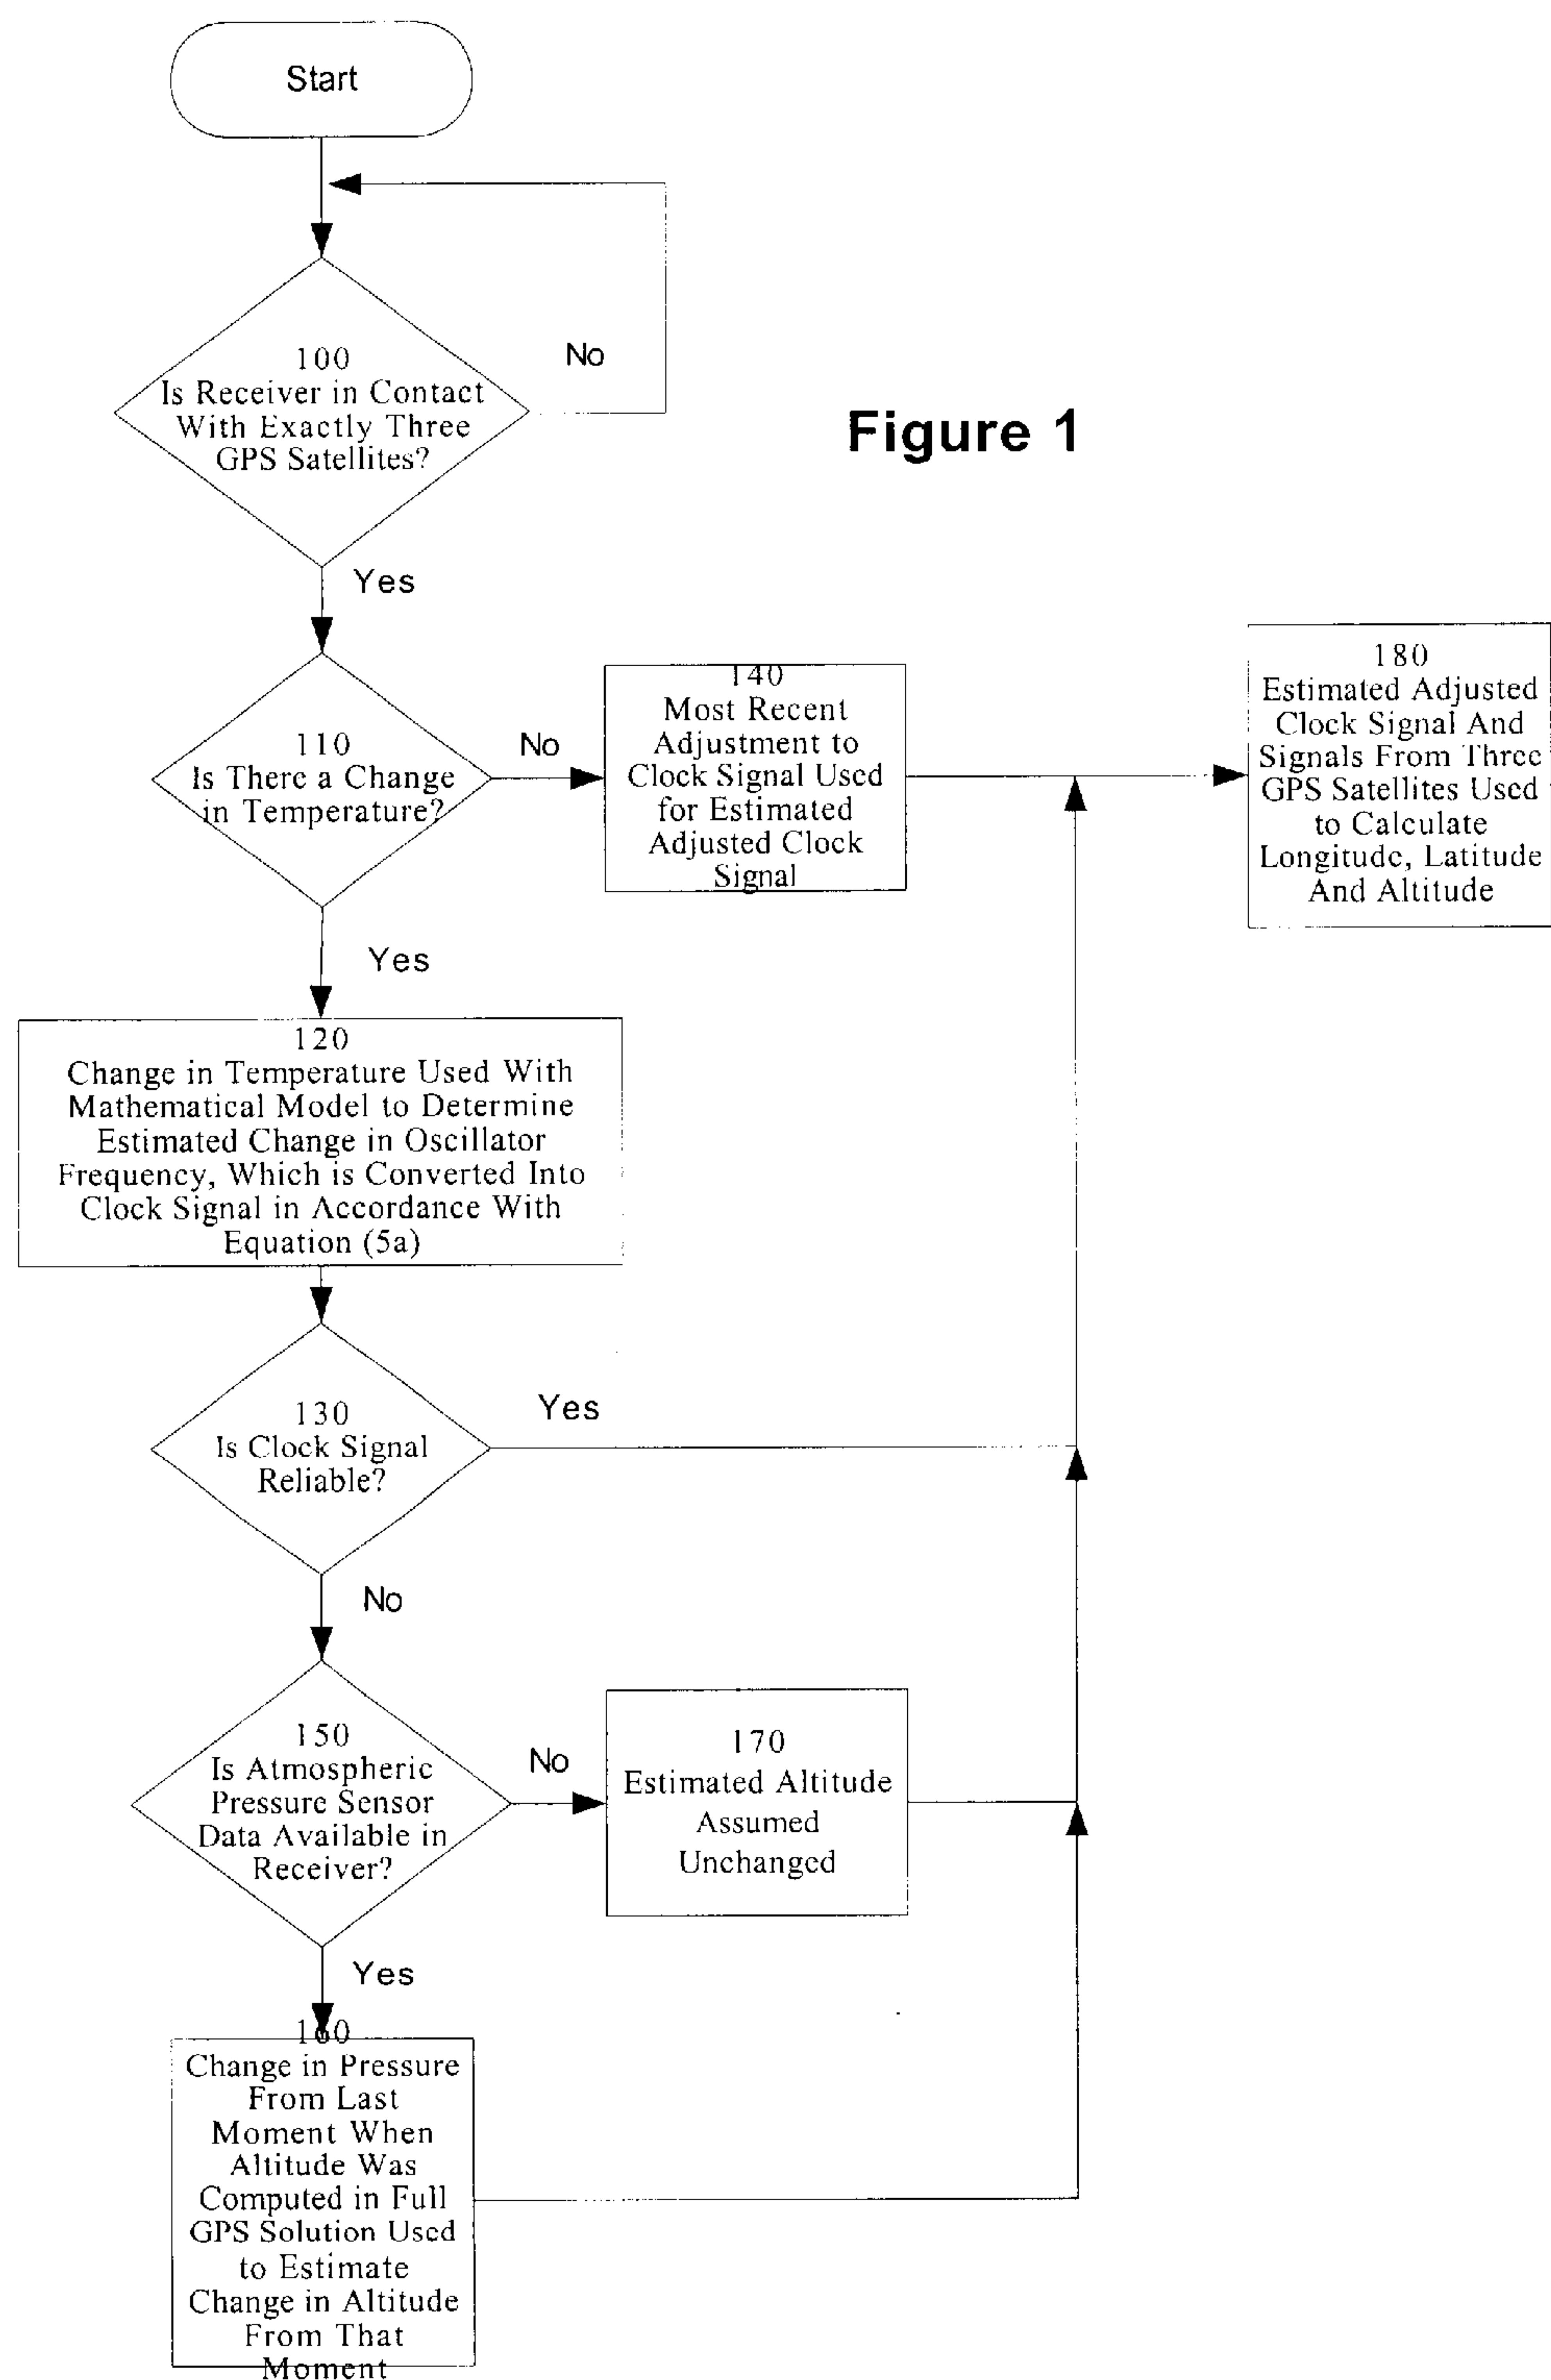 Start
No
100
Is Receiver in Contact
With Exactly Three
GPS Satellites?
Figure 1
Yes
110
Is There a Change
in Temperature?
No
140
Most Recent
Adjustment to
Clock Signal Used
for Estimated
Adjusted Clock
Signal
180
Estimated Adjusted
Clock Signal And
Signals From Three
GPS Satellites Used
to Calculate
Longitude, Latitude
And Altitude
Yes
120
Change in Temperature Used With
Mathematical Model to Determine
Estimated Change in Oscillator
Frequency, Which is Converted Into
Clock Signal in Accordance With
Equation (5a)
130
Is Clock Signal
Reliable?
Yes
No
150
Is Atmospheric
Pressure Sensor
Data Available in
Receiver?
No
170
Estimated Altitude
Assumed
Unchanged
Yes
160
Change in Pressure
From Last
Moment When
Altitude Was
Computed in Full
GPS Solution Used
to Estimate
Change in Altitude
From That
Moment